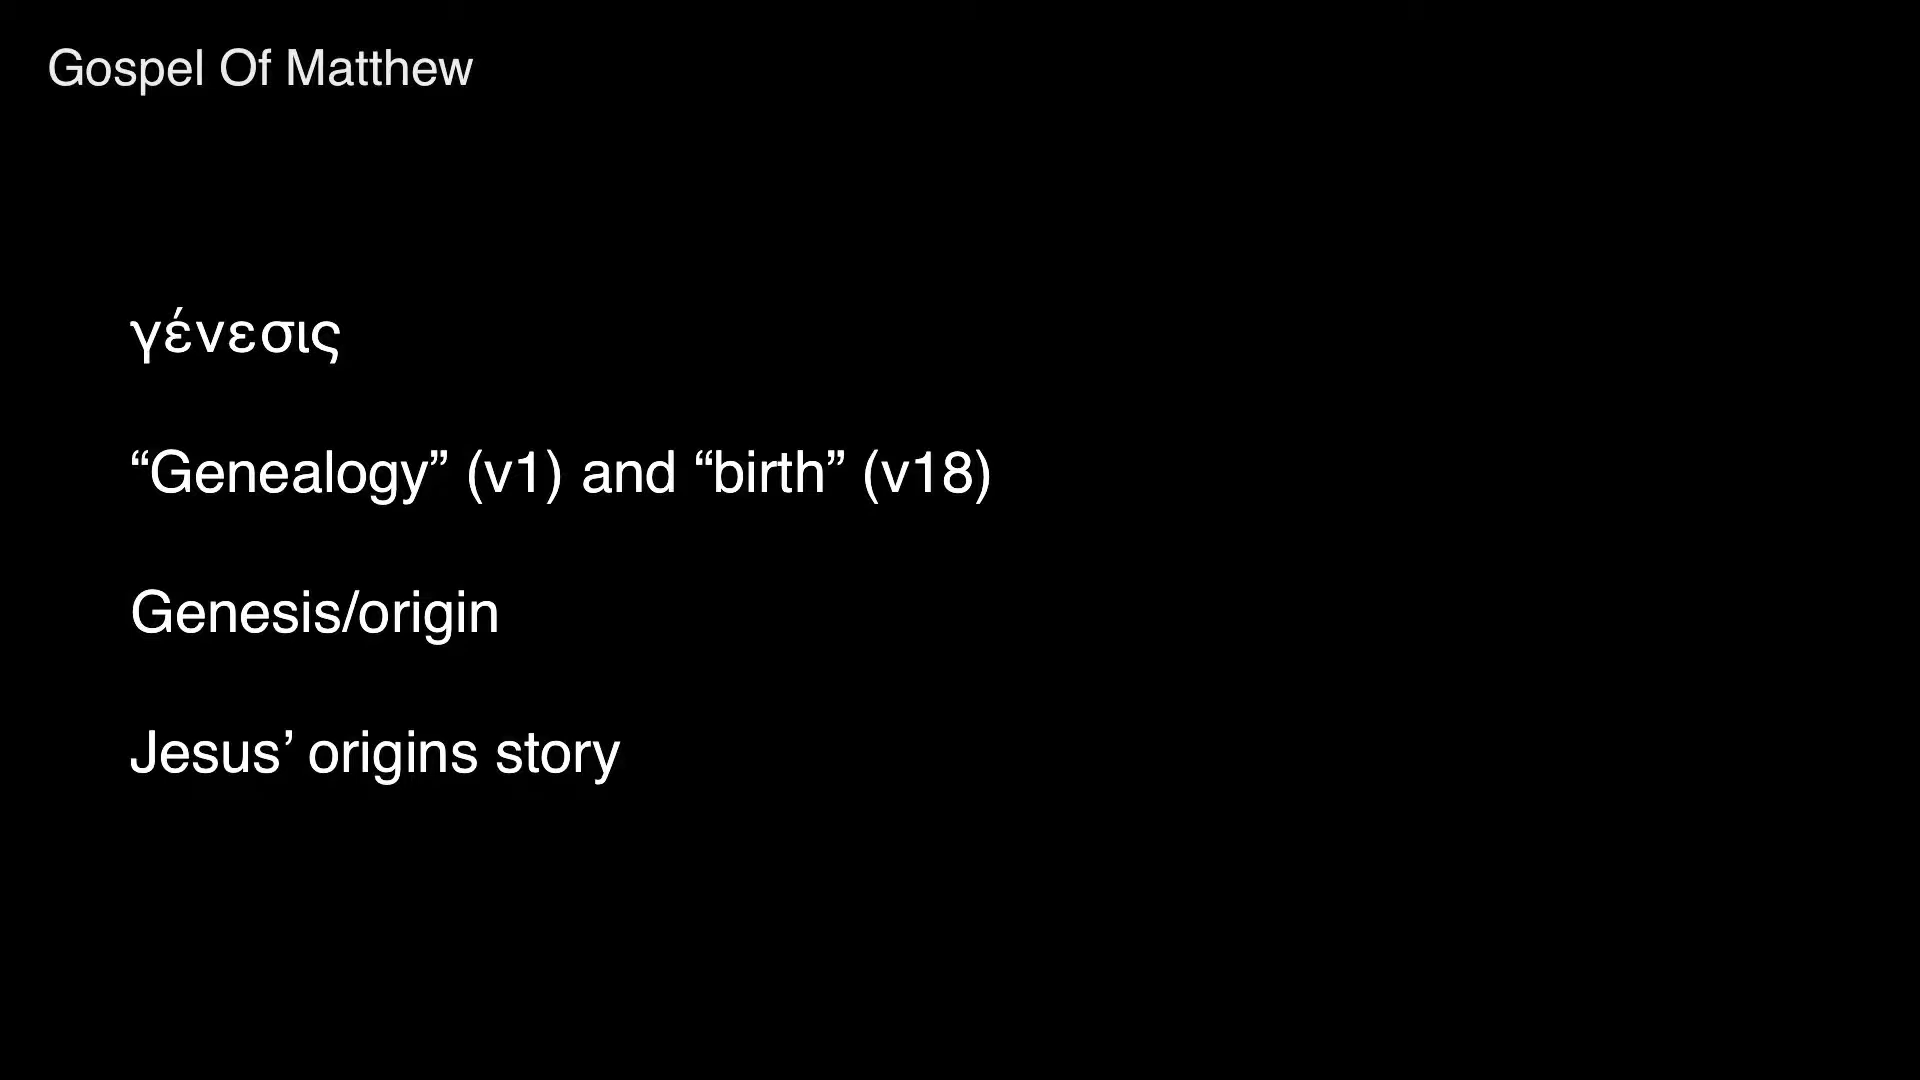 Gospel Of Matthew
γένεσις
“Genealogy” (v1) and “birth” (v18)
Genesis/origin
Jesus’ origins story